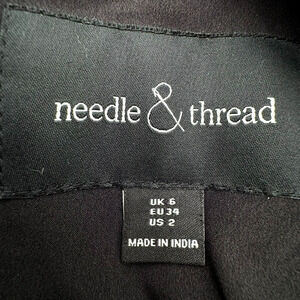 needle & thread
UK 6
EU 34
US 2
MADE IN INDIA